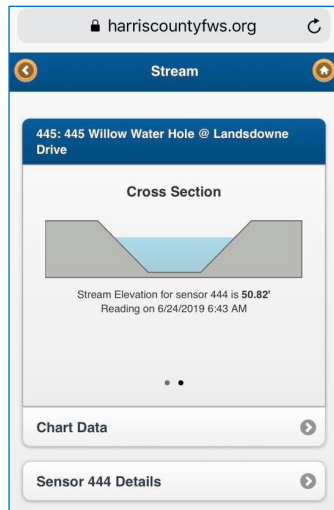 harriscountyfws.org
Stream
445: 445 Willow Water Hole @ Landsdowne
Drive
Cross Section
Stream Elevation for sensor 444 is 50.82'
Reading on 6/24/2019 6:43 AM
Chart Data
Sensor 444 Details